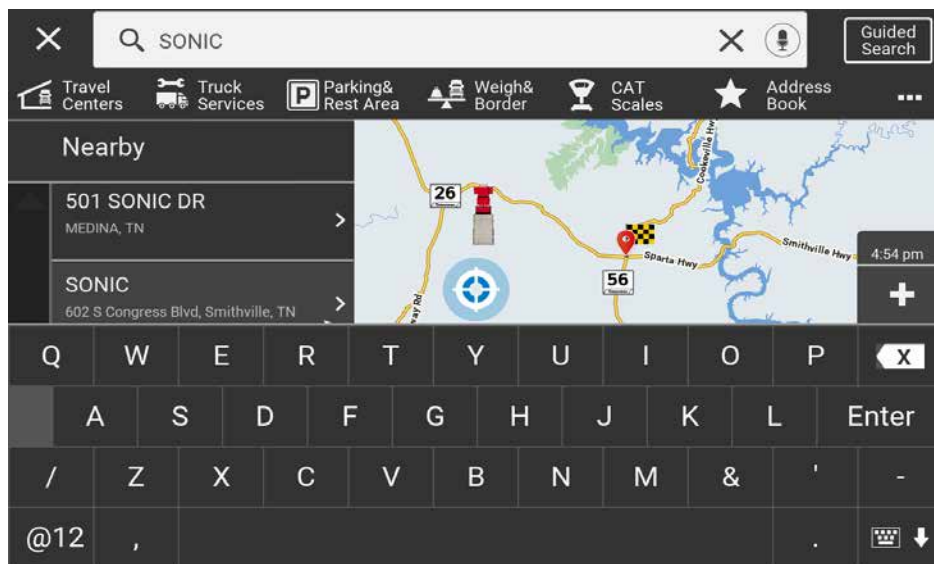 SONIC
Guided
Search
Travel
Centers
Truck
Services
P
Parking&
Rest Area
Weigh&
Border
CAT
Scales
Address
Book
Nearby
501 SONIC DR
MEDINA, TN
SONIC
602 S Congress Blvd, Smithville, TN
26
56
Cookeville Hwy
Sparta Hwy
Smithville Hwy
4:54 pm
Q W E R T Y U I O P X
A S D F G H J K L Enter
/ Z X C V B N M & ' -
@12 , .